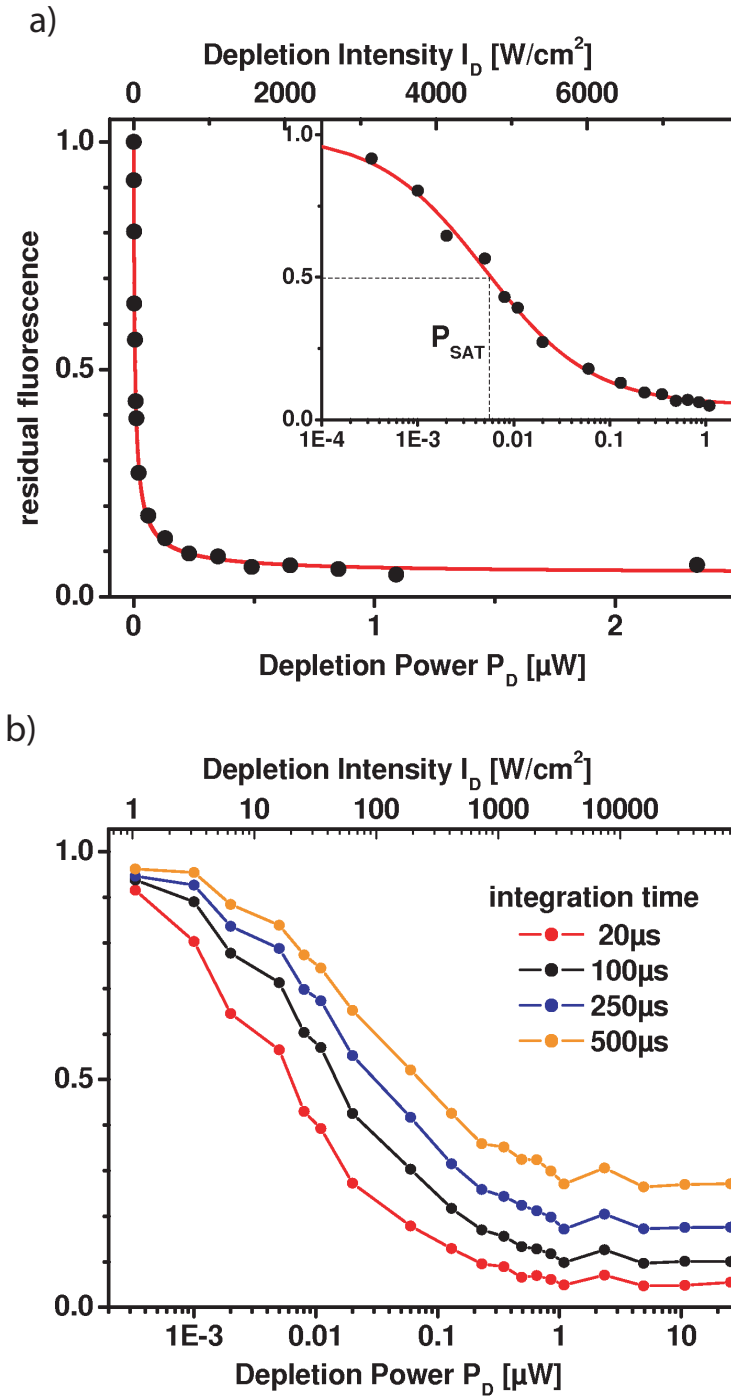 a)
Depletion Intensity I_D [W/cm²]
0 2000 4000 6000
1.0
0.5
0.0
residual fluorescence
1.0
0.5
0.0
P_SAT
1E-4 1E-3 0.01 0.1 1
0 1 2
Depletion Power P_D [µW]
b)
Depletion Intensity I_D [W/cm²]
1 10 100 1000 10000
1.0
0.5
0.0
integration time
20µs
100µs
250µs
500µs
1E-3 0.01 0.1 1 10
Depletion Power P_D [µW]